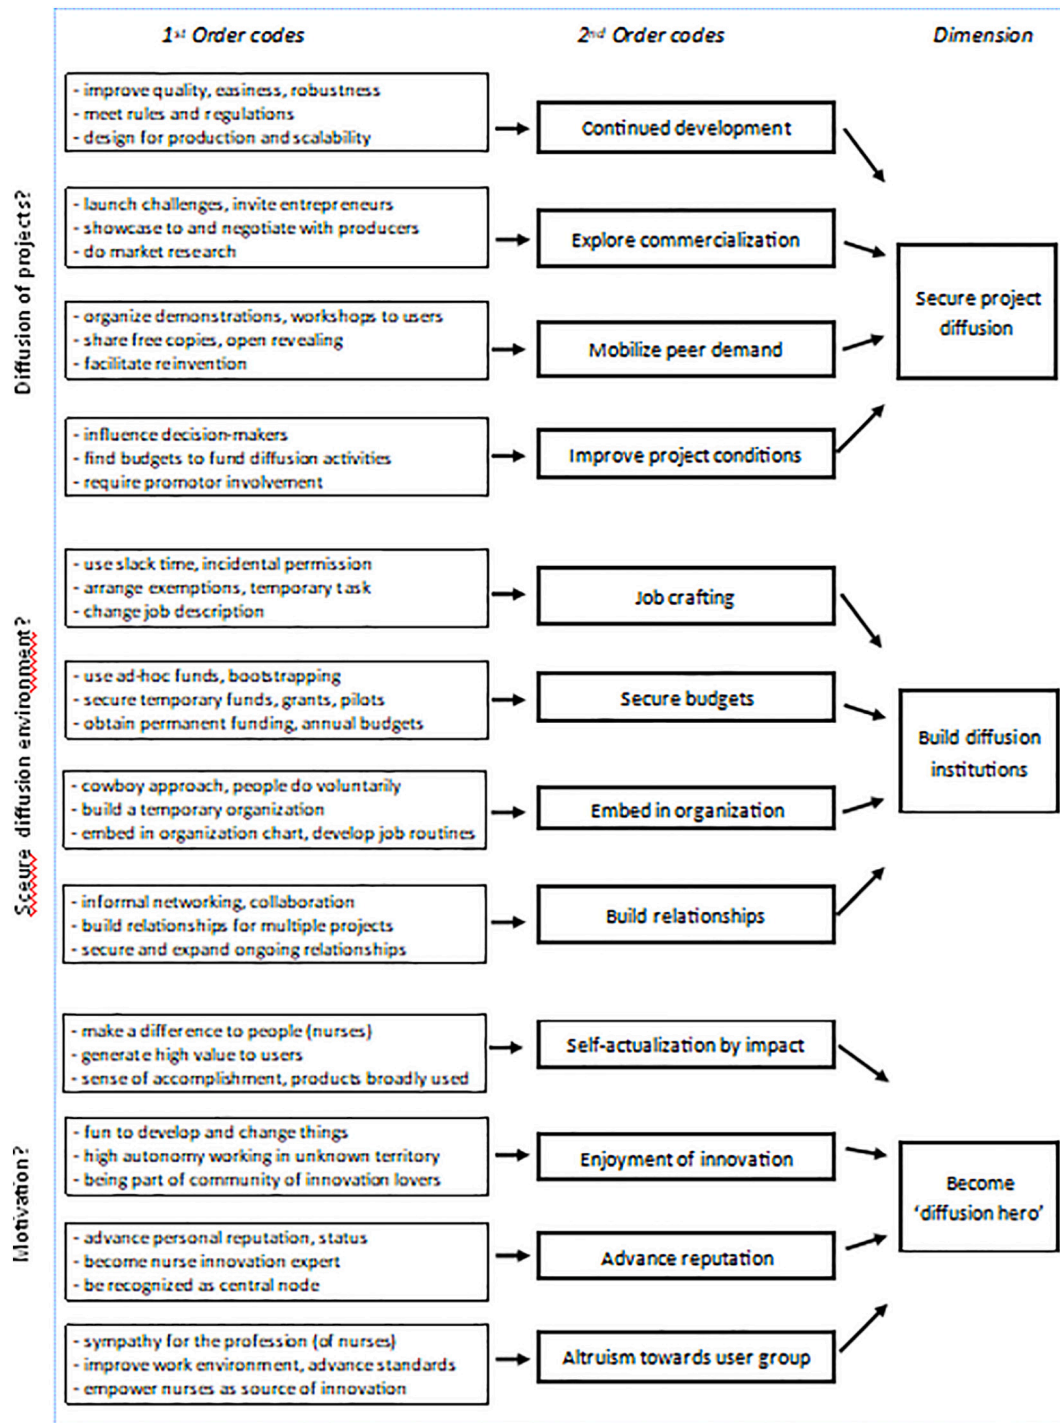 1st Order codes
2nd Order codes
Dimension
Diffusion of projects?
- improve quality, easiness, robustness
- meet rules and regulations
- design for production and scalability
Continued development
- launch challenges, invite entrepreneurs
- showcase to and negotiate with producers
- do market research
Explore commercialization
- organize demonstrations, workshops to users
- share free copies, open revealing
- facilitate reinvention
Mobilize peer demand
- influence decision-makers
- find budgets to fund diffusion activities
- require promotor involvement
Improve project conditions
Secure project
diffusion
Sceure diffusion environment?
- use slack time, incidental permission
- arrange exemptions, temporary task
- change job description
Job crafting
- use ad-hoc funds, bootstrapping
- secure temporary funds, grants, pilots
- obtain permanent funding, annual budgets
Secure budgets
- cowboy approach, people do voluntarily
- build a temporary organization
- embed in organization chart, develop job routines
Embed in organization
- informal networking, collaboration
- build relationships for multiple projects
- secure and expand ongoing relationships
Build relationships
Build diffusion
institutions
Motivation?
- make a difference to people (nurses)
- generate high value to users
- sense of accomplishment, products broadly used
Self-actualization by impact
- fun to develop and change things
- high autonomy working in unknown territory
- being part of community of innovation lovers
Enjoyment of innovation
- advance personal reputation, status
- become nurse innovation expert
- be recognized as central node
Advance reputation
- sympathy for the profession (of nurses)
- improve work environment, advance standards
- empower nurses as source of innovation
Altruism towards user group
Become
'diffusion hero'